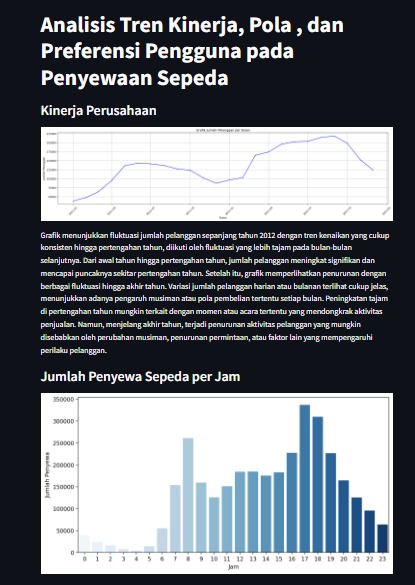 Analisis Tren Kinerja, Pola , dan
Preferensi Pengguna pada
Penyewaan Sepeda
Kinerja Perusahaan
Grafik Jumlah Pelanggan per Bulan
Grafik menunjukkan fluktuasi jumlah pelanggan sepanjang tahun 2012 dengan tren kenaikan yang cukup
konsisten hingga pertengahan tahun, diikuti oleh fluktuasi yang lebih tajam pada bulan-bulan
selanjutnya. Dari awal tahun hingga pertengahan tahun, jumlah pelanggan meningkat signifikan dan
mencapai puncaknya sekitar pertengahan tahun. Setelah itu, grafik memperlihatkan penurunan dengan
berbagai fluktuasi hingga akhir tahun. Variasi jumlah pelanggan harian atau bulanan terlihat cukup jelas,
menunjukkan adanya pengaruh musiman atau pola pembelian tertentu setiap bulan. Peningkatan tajam
di pertengahan tahun mungkin terkait dengan momen atau acara tertentu yang mendongkrak aktivitas
penjualan. Namun, menjelang akhir tahun, terjadi penurunan aktivitas pelanggan yang mungkin
disebabkan oleh perubahan musiman, penurunan permintaan, atau faktor lain yang mempengaruhi
perilaku pelanggan.
Jumlah Penyewa Sepeda per Jam
350000
300000
250000
200000
150000
100000
50000
0
Jumlah Penyewa
0 1 2 3 4 5 6 7 8 9 10 11 12 13 14 15 16 17 18 19 20 21 22 23
Jam